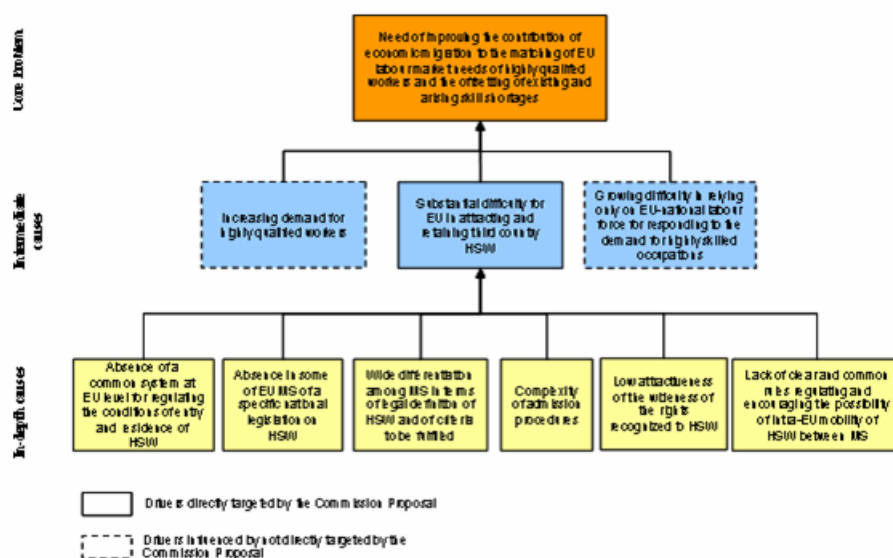 Core Problem
Need of improving the contribution of
economic migration to the matching of EU
labour market needs of highly qualified
workers and the offsetting of existing and
arising skill shortages
Intermediate
causes
Increasing demand for
highly qualified workers
Substantial difficulty for
EU in attracting and
retaining third country
HSW
Growing difficulty in relying
only on EU-national labour
force for responding to the
demand for highly skilled
occupations
In-depth causes
Absence of a
common system at
EU level for regulating
the conditions of entry
and residence of
HSW
Absence in some
of EU MS of a
specific national
legislation on
HSW
Wide differentiation
among MS in terms
of legal definition of
HSW and of criteria
to be fulfilled
Complexity
of admission
procedures
Low attractiveness
of the wideness of
the rights
recognized to HSW
Lack of clear and common
rules regulating and
encouraging the possibility
of intra-EU mobility of
HSW between MS
Drivers directly targeted by the Commission Proposal
Drivers influenced by not directly targeted by the
Commission Proposal